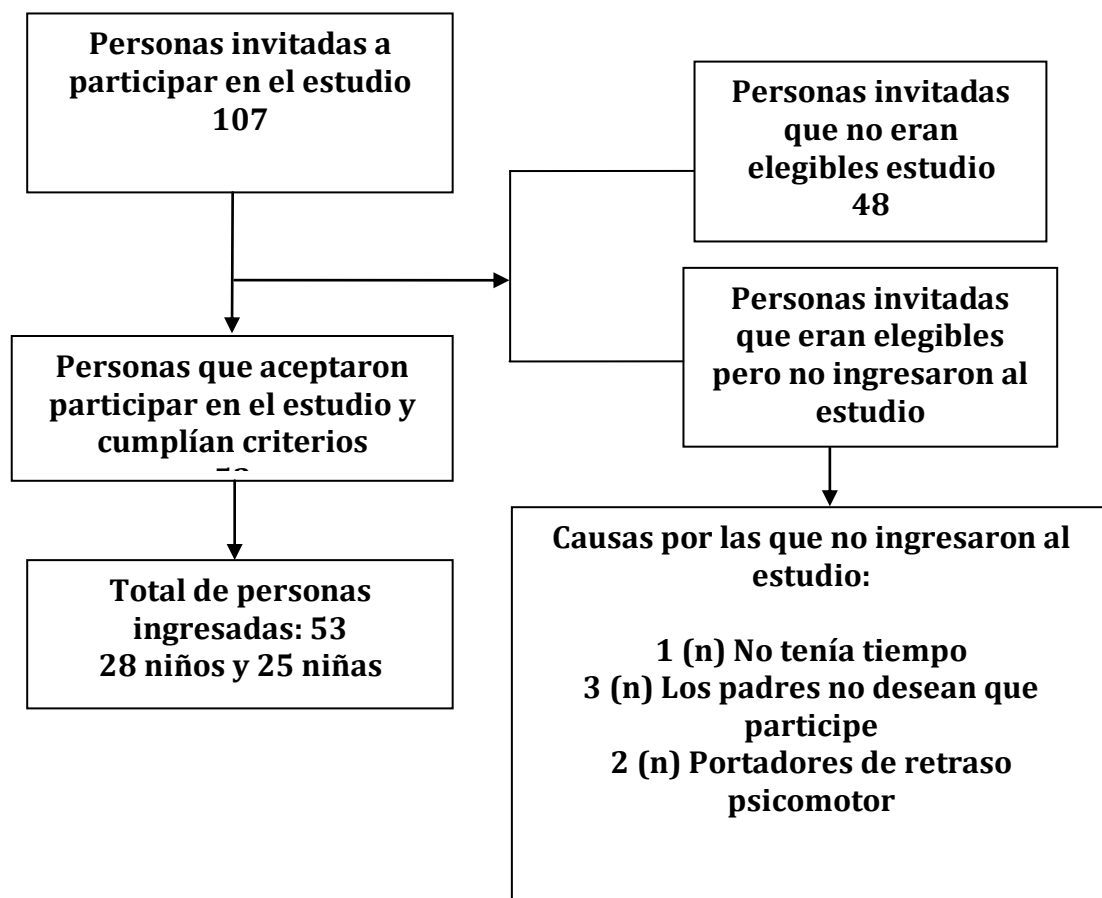 Personas invitadas a
participar en el estudio
107
Personas invitadas
que no eran
elegibles estudio
48
Personas invitadas
que eran elegibles
pero no ingresaron al
estudio
Personas que aceptaron
participar en el estudio y
cumplían criterios
Causas por las que no ingresaron al
estudio:
1 (n) No tenía tiempo
3 (n) Los padres no desean que
participe
2 (n) Portadores de retraso
psicomotor
Total de personas
ingresadas: 53
28 niños y 25 niñas